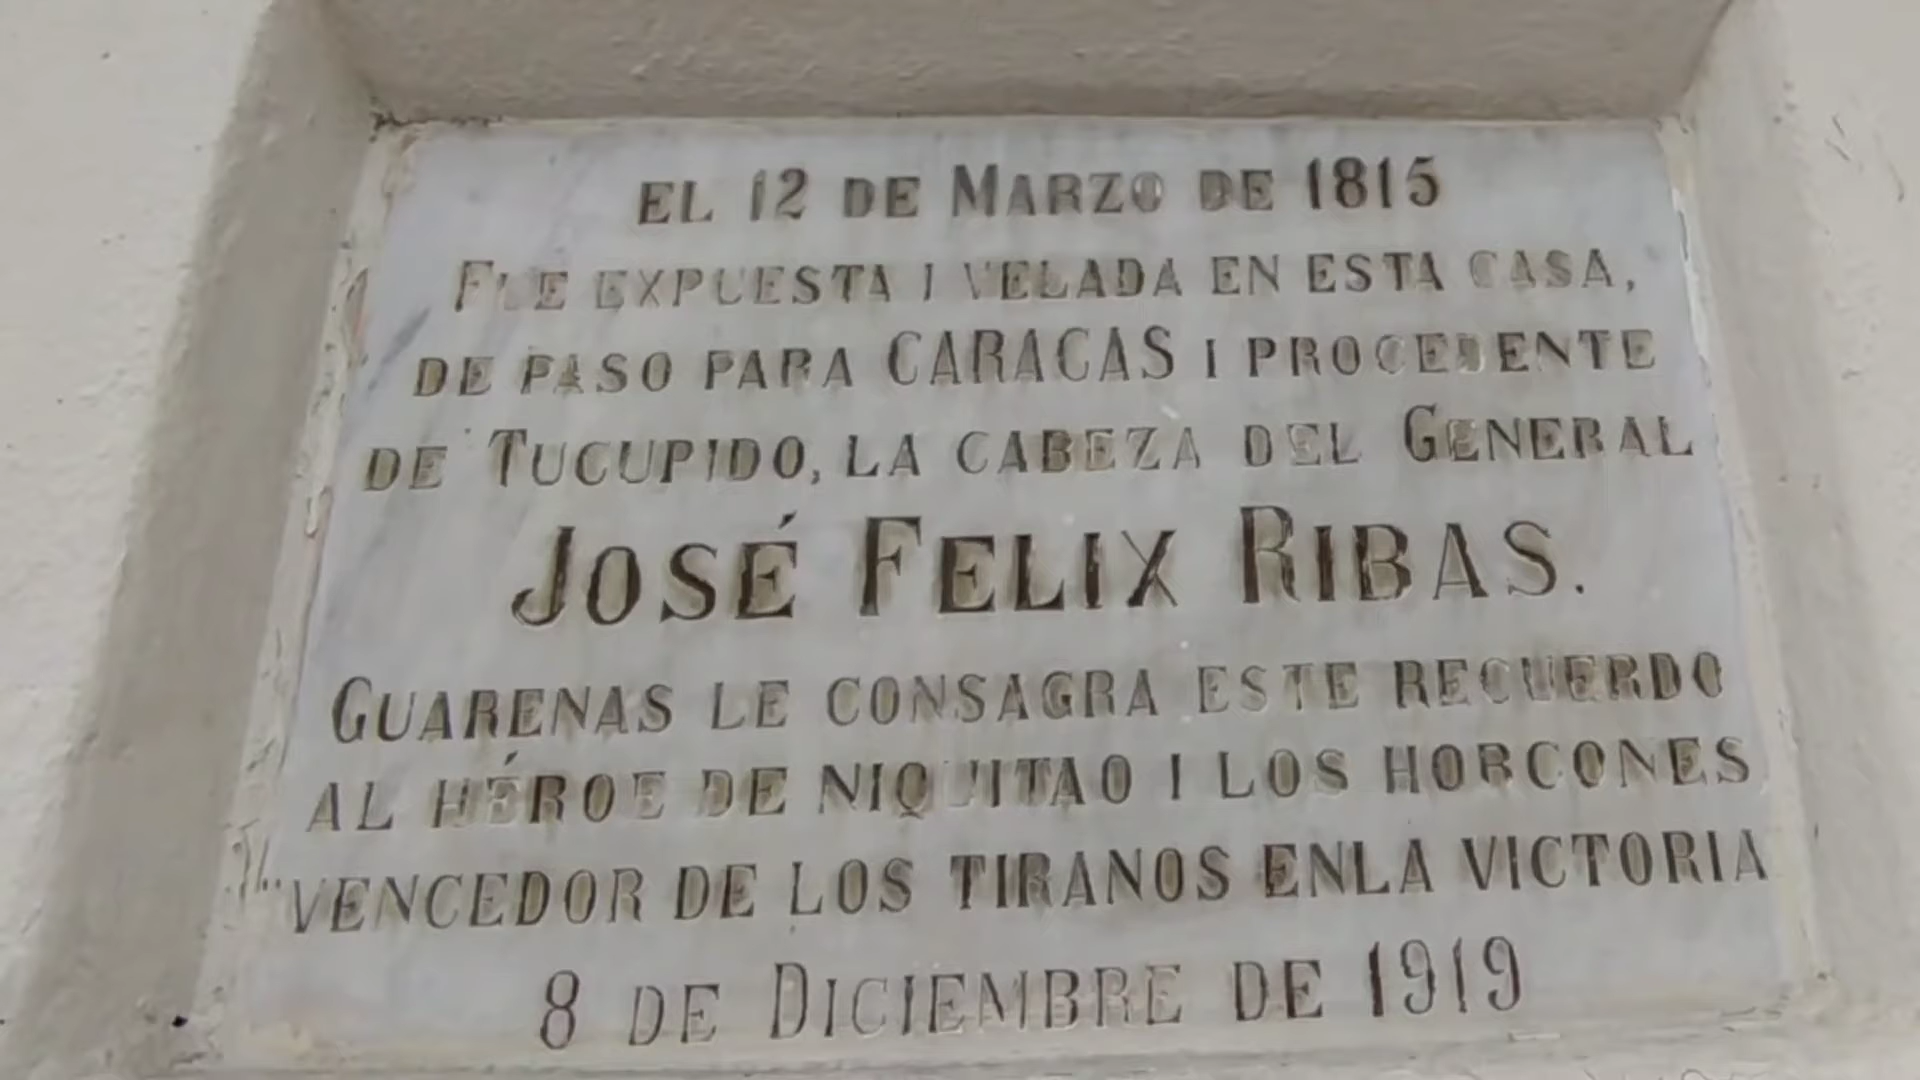 EL 12 DE MARZO DE 1815
FUE EXPUESTA I VELADA EN ESTA CASA,
DE PASO PARA CARACAS I PROCEDENTE
DE TUCUPIDO, LA CABEZA DEL GENERAL
JOSÉ FELIX RIBAS.
GUARENAS LE CONSAGRA ESTE RECUERDO
AL HÉROE DE NIQUITAO I LOS HORCONES
VENCEDOR DE LOS TIRANOS ENLA VICTORIA
8 DE DICIEMBRE DE 1919